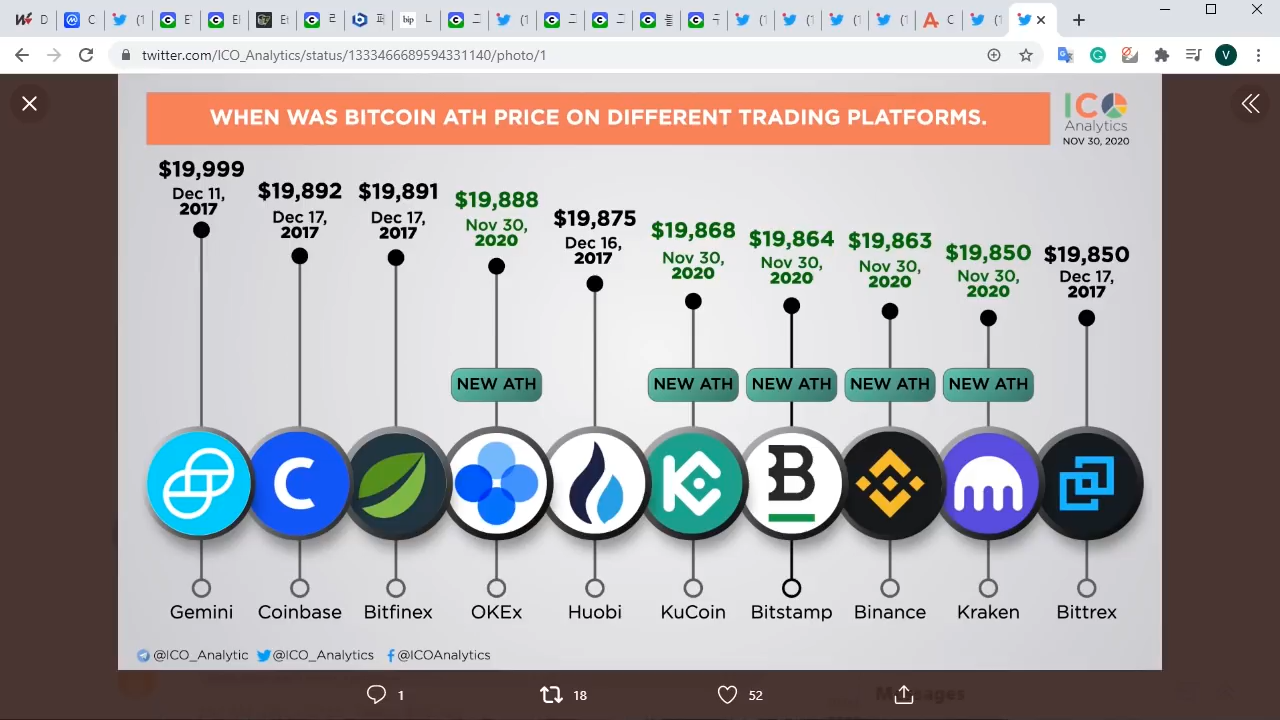 twitter.com/ICO_Analytics/status/1333466689594331140/photo/1
V
WHEN WAS BITCOIN ATH PRICE ON DIFFERENT TRADING PLATFORMS.
ICO
Analytics
NOV 30, 2020
$19,999
Dec 11,
2017
$19,892
Dec 17,
2017
$19,891
Dec 17,
2017
$19,888
Nov 30,
2020
$19,875
Dec 16,
2017
$19,868
Nov 30,
2020
$19,864
Nov 30,
2020
$19,863
Nov 30,
2020
$19,850
Nov 30,
2020
$19,850
Dec 17,
2017
NEW ATH
NEW ATH
NEW ATH
NEW ATH
NEW ATH
Gemini
Coinbase
Bitfinex
OKEx
Huobi
KuCoin
Bitstamp
Binance
Kraken
Bittrex
@ICO_Analytic @ICO_Analytics @ICOAnalytics
1
18
52
Messages